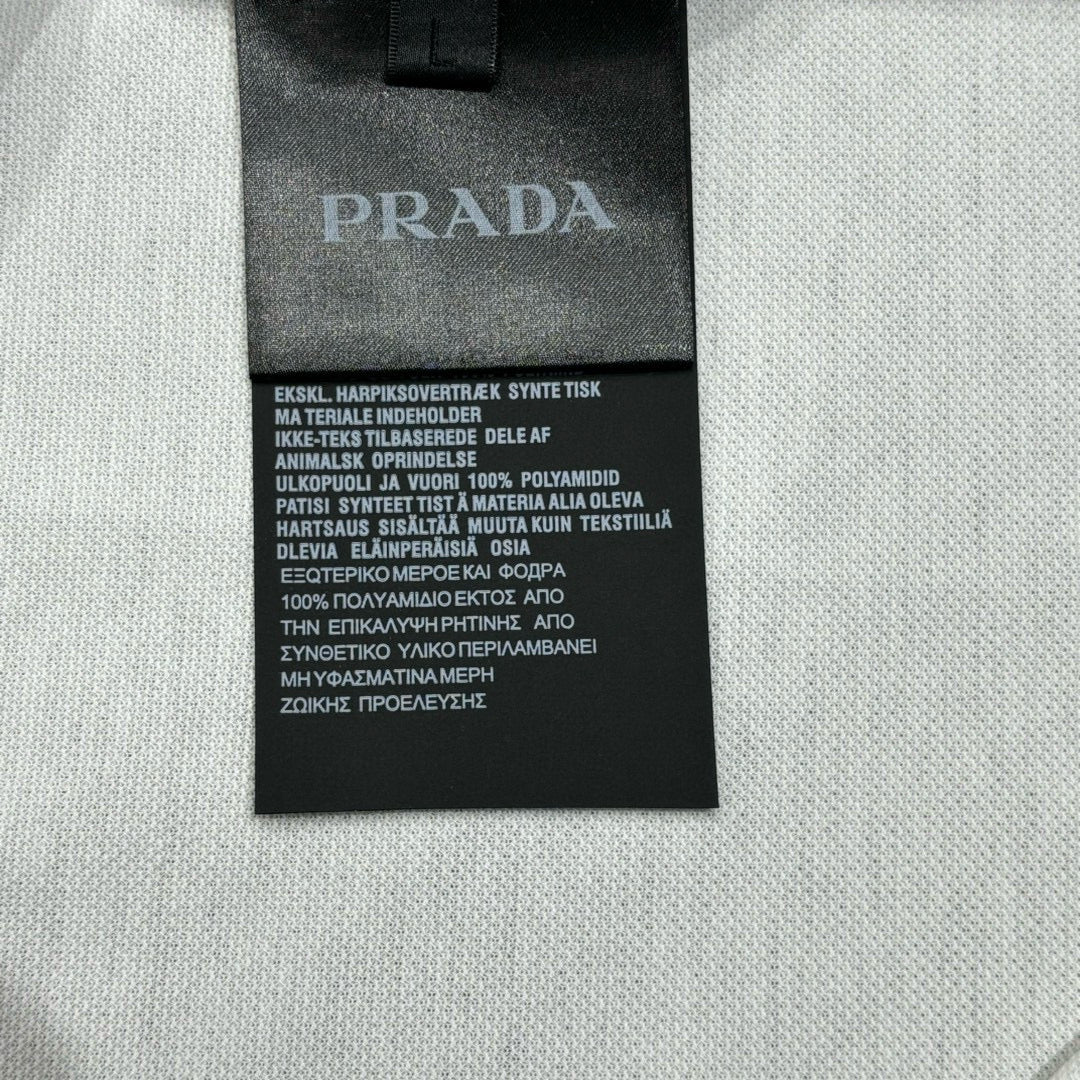 L
PRADA
EKSKL. HARPIKSOVERTRÆK SYNTE TISK
MA TERIALE INDEHOLDER
IKKE-TEKS TILBASEREDE DELE AF
ANIMALSK OPRINDELSE
ULKOPUOLI JA VUORI 100% POLYAMIDID
PATISI SYNTEET TIST Ä MATERIA ALIA OLEVA
HARTSAUS SISÄLTÄÄ MUUTA KUIN TEKSTIILIÄ
DLEVIA ELÄINPERÄISIÄ OSIA
ΕΞΩΤΕΡΙΚΟ ΜΕΡΟΕ ΚΑΙ ΦΟДΡΑ
100% ΠΟΛΥΑΜΙΔΙΟ ΕΚΤΟΣ ΑΠΟ
ΤΗΝ ΕΠΙΚΑΛΥΨΗ ΡΗΤΙΝΗΣ ΑΠΟ
ΣΥΝΘΕΤΙΚΟ ΥΛΙΚΟ ΠΕΡΙΛΑΜΒΑΝΕΙ
ΜΗ ΥΦΑΣΜΑΤΙΝΑ ΜΕΡΗ
ΖΩΙΚΗΣ ΠΡΟΕΛΕΥΣΗΣ